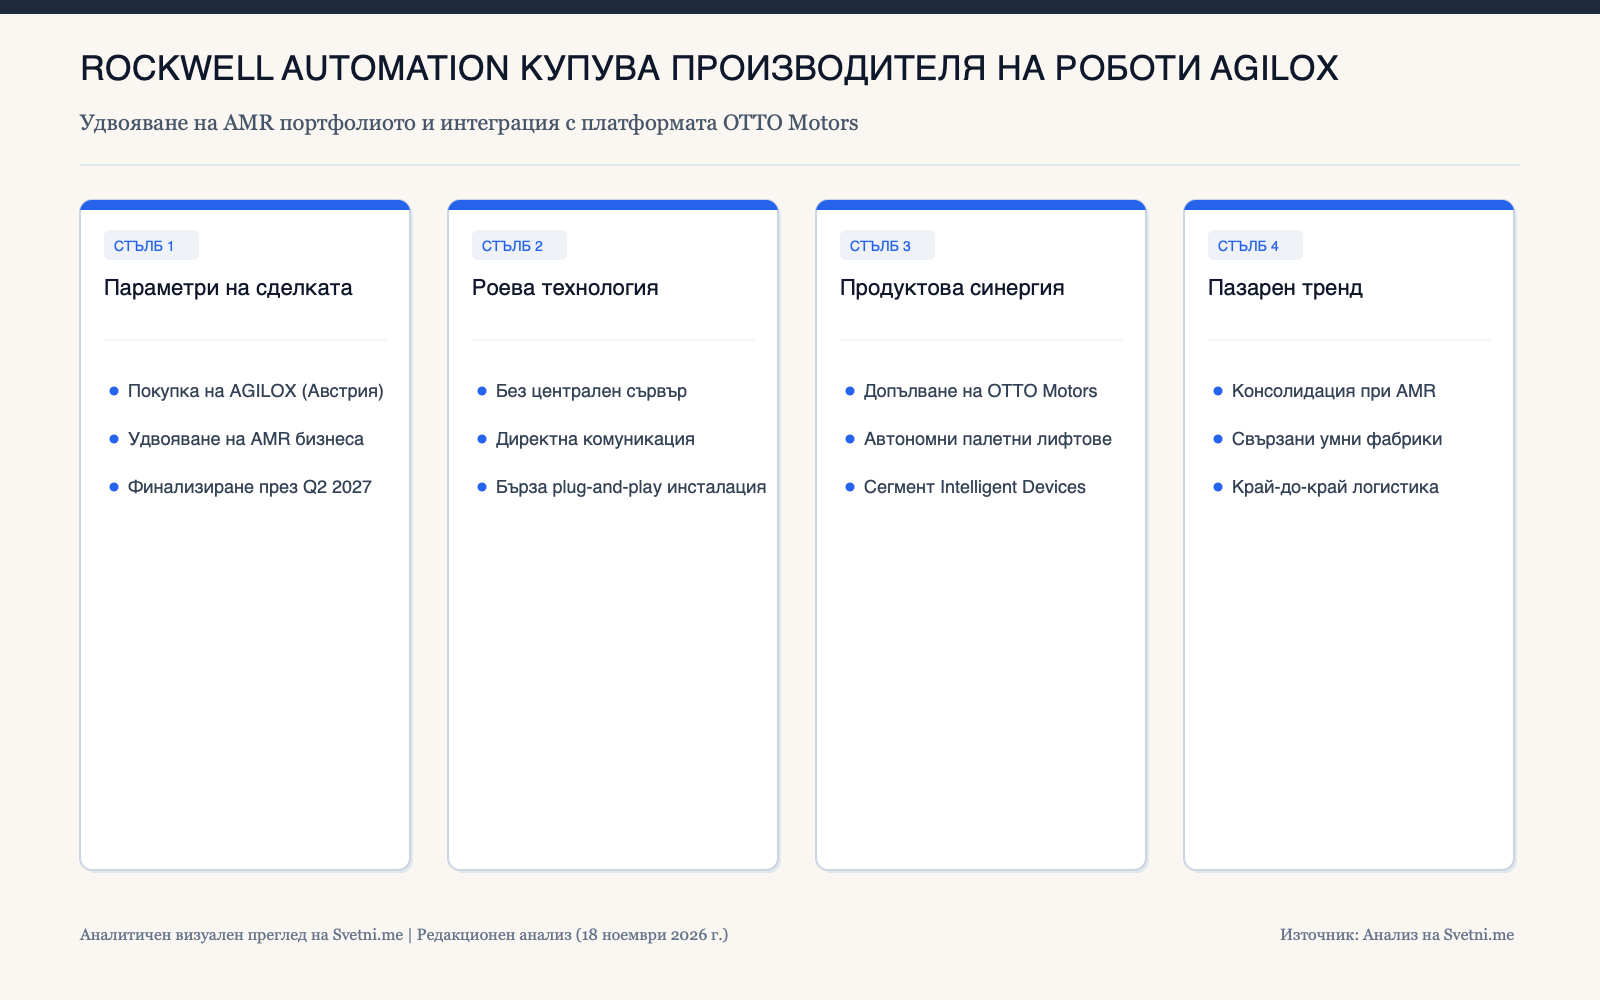 ROCKWELL AUTOMATION КУПУВА ПРОИЗВОДИТЕЛЯ НА РОБОТИ AGILOX
Удвояване на AMR портфолиото и интеграция с платформата OTTO Motors
СТЪЛБ 1
Параметри на сделката
Покупка на AGILOX (Австрия)
Удвояване на AMR бизнеса
Финализиране през Q2 2027
СТЪЛБ 2
Роева технология
Без централен сървър
Директна комуникация
Бърза plug-and-play инсталация
СТЪЛБ 3
Продуктова синергия
Допълване на OTTO Motors
Автономни палетни лифтове
Сегмент Intelligent Devices
СТЪЛБ 4
Пазарен тренд
Консолидация при AMR
Свързани умни фабрики
Край-до-край логистика
Аналитичен визуален преглед на Svetni.me | Редакционен анализ (18 ноември 2026 г.)
Източник: Анализ на Svetni.me